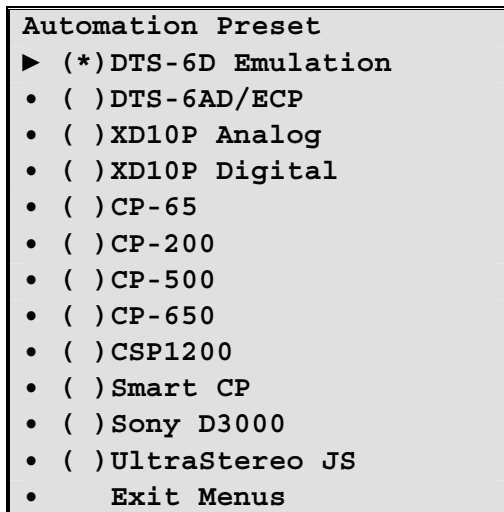 Automation Preset
► (*)DTS-6D Emulation
• ( )DTS-6AD/ECP
• ( )XD10P Analog
• ( )XD10P Digital
• ( )CP-65
• ( )CP-200
• ( )CP-500
• ( )CP-650
• ( )CSP1200
• ( )Smart CP
• ( )Sony D3000
• ( )UltraStereo JS
• Exit Menus